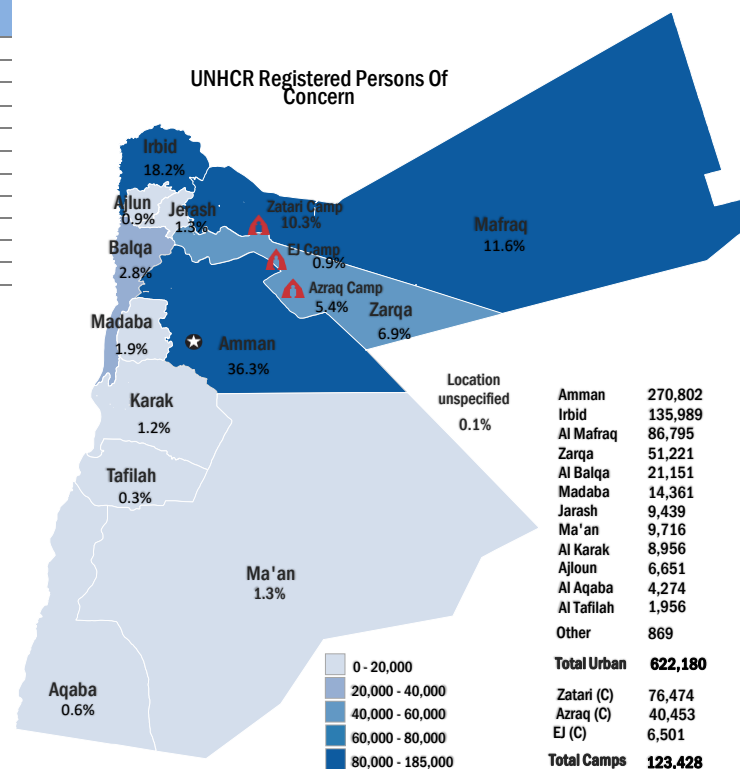 UNHCR Registered Persons Of
Concern
Irbid
18.2%
Ajlun
0.9%
Jerash
1.3%
Zatari Camp
10.3%
Mafraq
11.6%
Balqa
2.8%
EJ Camp
0.9%
Azraq Camp
5.4%
Zarqa
6.9%
Madaba
1.9%
Amman
36.3%
Location
unspecified
0.1%
Karak
1.2%
Tafilah
0.3%
Ma'an
1.3%
Aqaba
0.6%
0 - 20,000
20,000 - 40,000
40,000 - 60,000
60,000 - 80,000
80,000 - 185,000
Amman 270,802
Irbid 135,989
Al Mafraq 86,795
Zarqa 51,221
Al Balqa 21,151
Madaba 14,361
Jarash 9,439
Ma'an 9,716
Al Karak 8,956
Ajloun 6,651
Al Aqaba 4,274
Al Tafilah 1,956
Other 869
Total Urban 622,180
Zatari (C) 76,474
Azraq (C) 40,453
EJ (C) 6,501
Total Camps 123,428